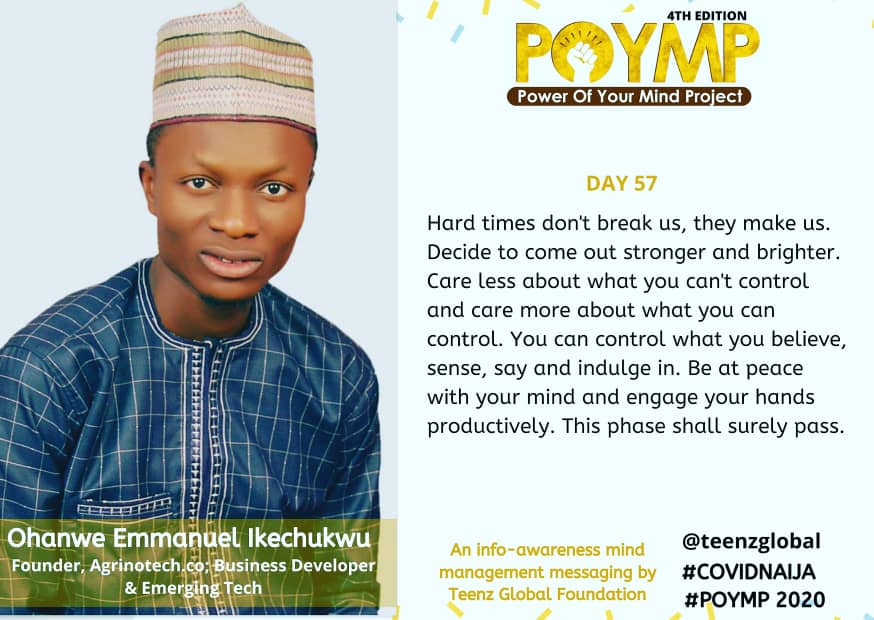 4TH EDITION
POYMP
Power Of Your Mind Project
DAY 57
Hard times don't break us, they make us.
Decide to come out stronger and brighter.
Care less about what you can't control
and care more about what you can
control. You can control what you believe,
sense, say and indulge in. Be at peace
with your mind and engage your hands
productively. This phase shall surely pass.
Ohanwe Emmanuel Ikechukwu
Founder, Agrinotech.co; Business Developer
& Emerging Tech
An info-awareness mind
management messaging by
Teenz Global Foundation
@teenzglobal
#COVIDNAIJA
#POYMP 2020